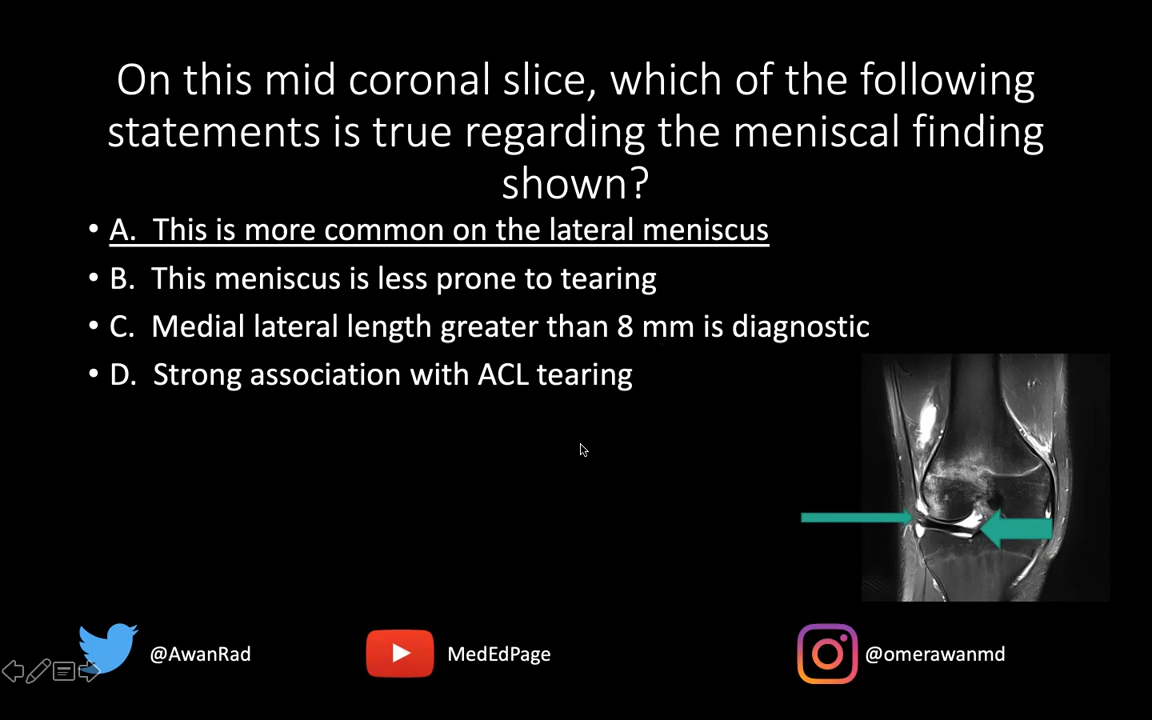 On this mid coronal slice, which of the following
statements is true regarding the meniscal finding
shown?
• A. This is more common on the lateral meniscus
• B. This meniscus is less prone to tearing
• C. Medial lateral length greater than 8 mm is diagnostic
• D. Strong association with ACL tearing
@AwanRad
MedEdPage
@omerawanmd